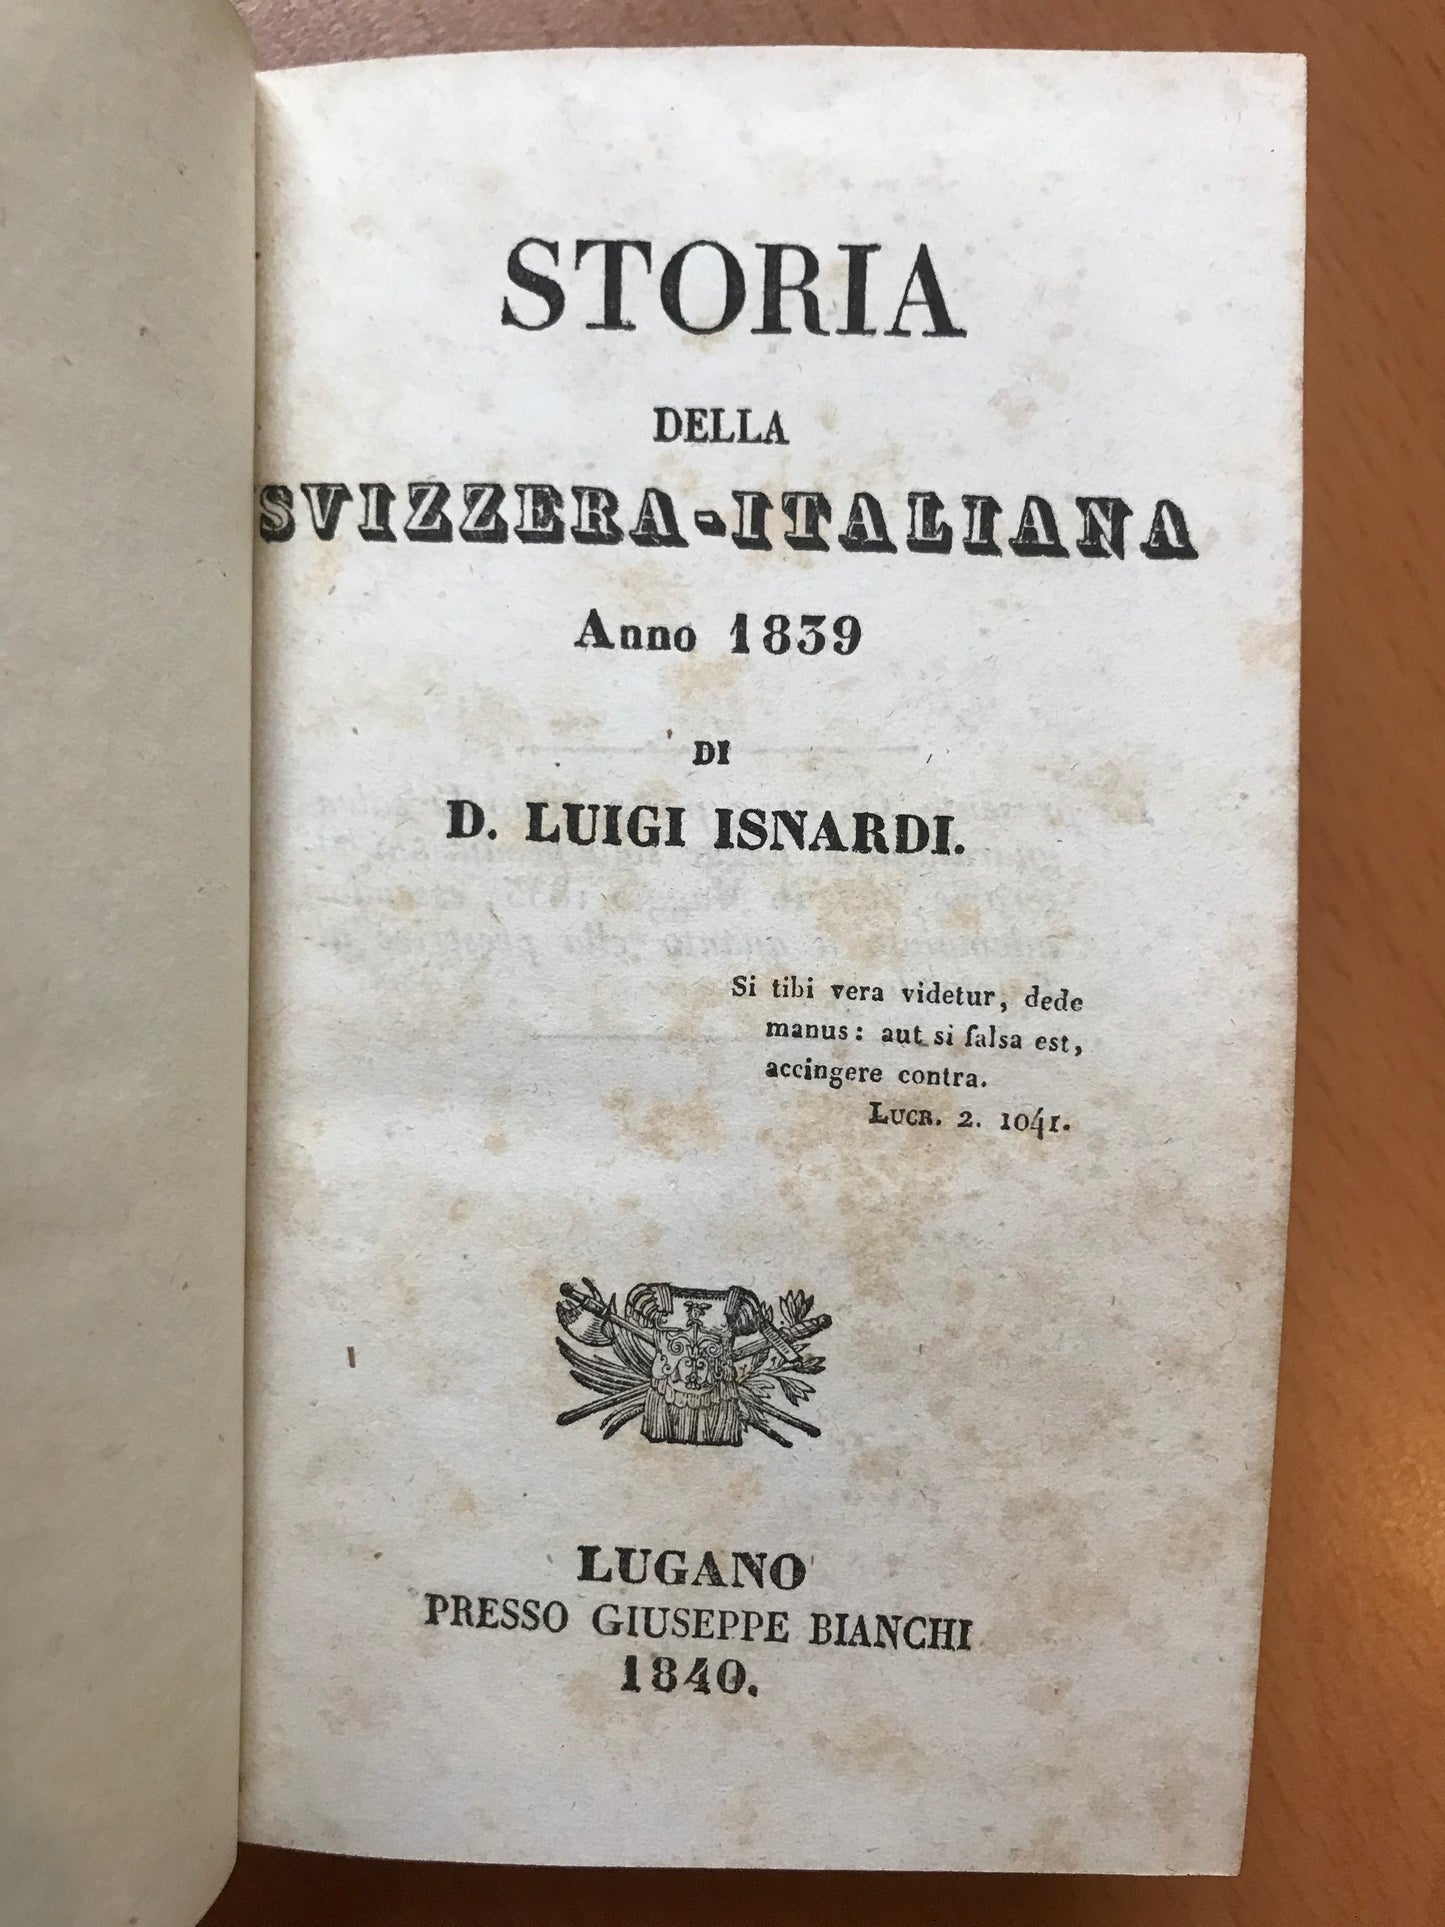 STORIA
DELLA
SVIZZERA-ITALIANA
Anno 1839
DI
D. LUIGI ISNARDI.
Si tibi vera videtur, dede
manus: aut si falsa est,
accingere contra.
LUCR. 2. 1041.
LUGANO
PRESSO GIUSEPPE BIANCHI
1840.